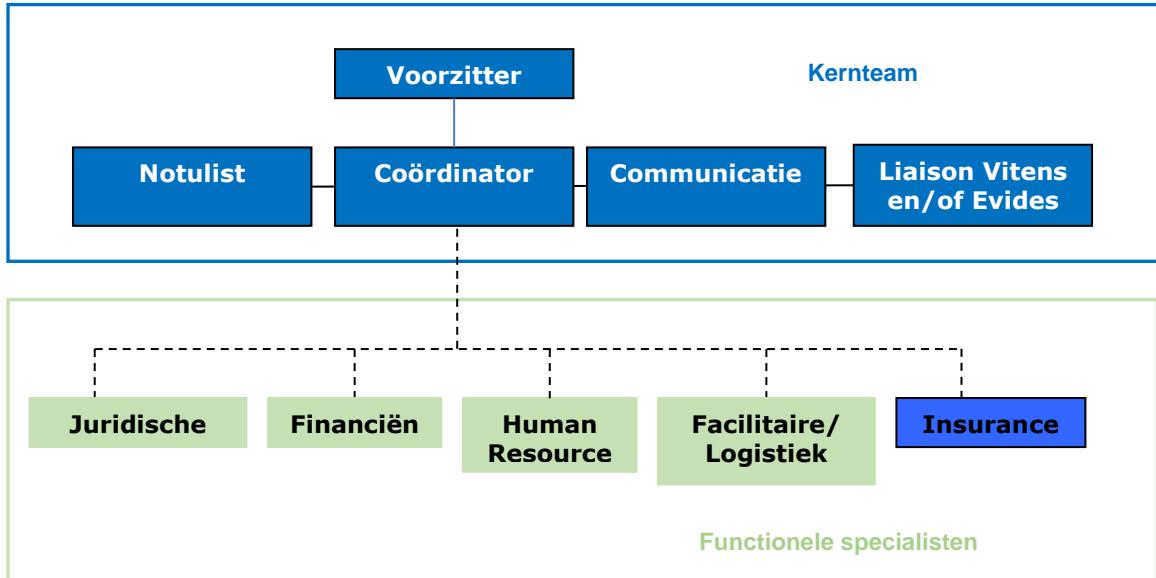 Voorzitter
Kernteam
Notulist
Coördinator
Communicatie
Liaison Vitens
en/of Evides
Juridische
Financiën
Human
Resource
Facilitaire/
Logistiek
Insurance
Functionele specialisten